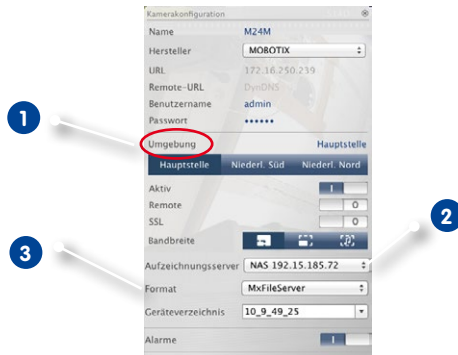 Kamerakonfiguration
Name M24M
Hersteller MOBOTIX
URL 172.16.250.239
Remote-URL DynDNS
Benutzername admin
Passwort ••••••
1
Umgebung Hauptstelle
Hauptstelle Niederl. Süd Niederl. Nord
Aktiv I
Remote O
SSL O
2
Bandbreite
3
Aufzeichnungsserver NAS 192.15.185.72
Format MxFileServer
Geräteverzeichnis 10_9_49_25
Alarme I